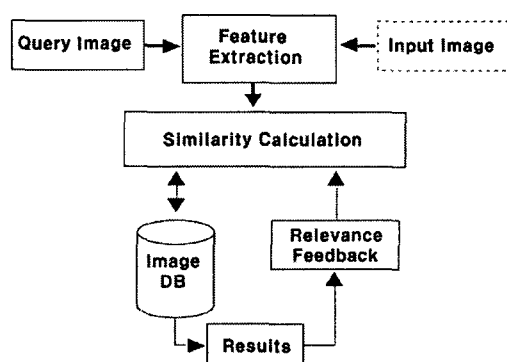 Query Image
Feature
Extraction
Input Image
Similarity Calculation
Image
DB
Relevance
Feedback
Results